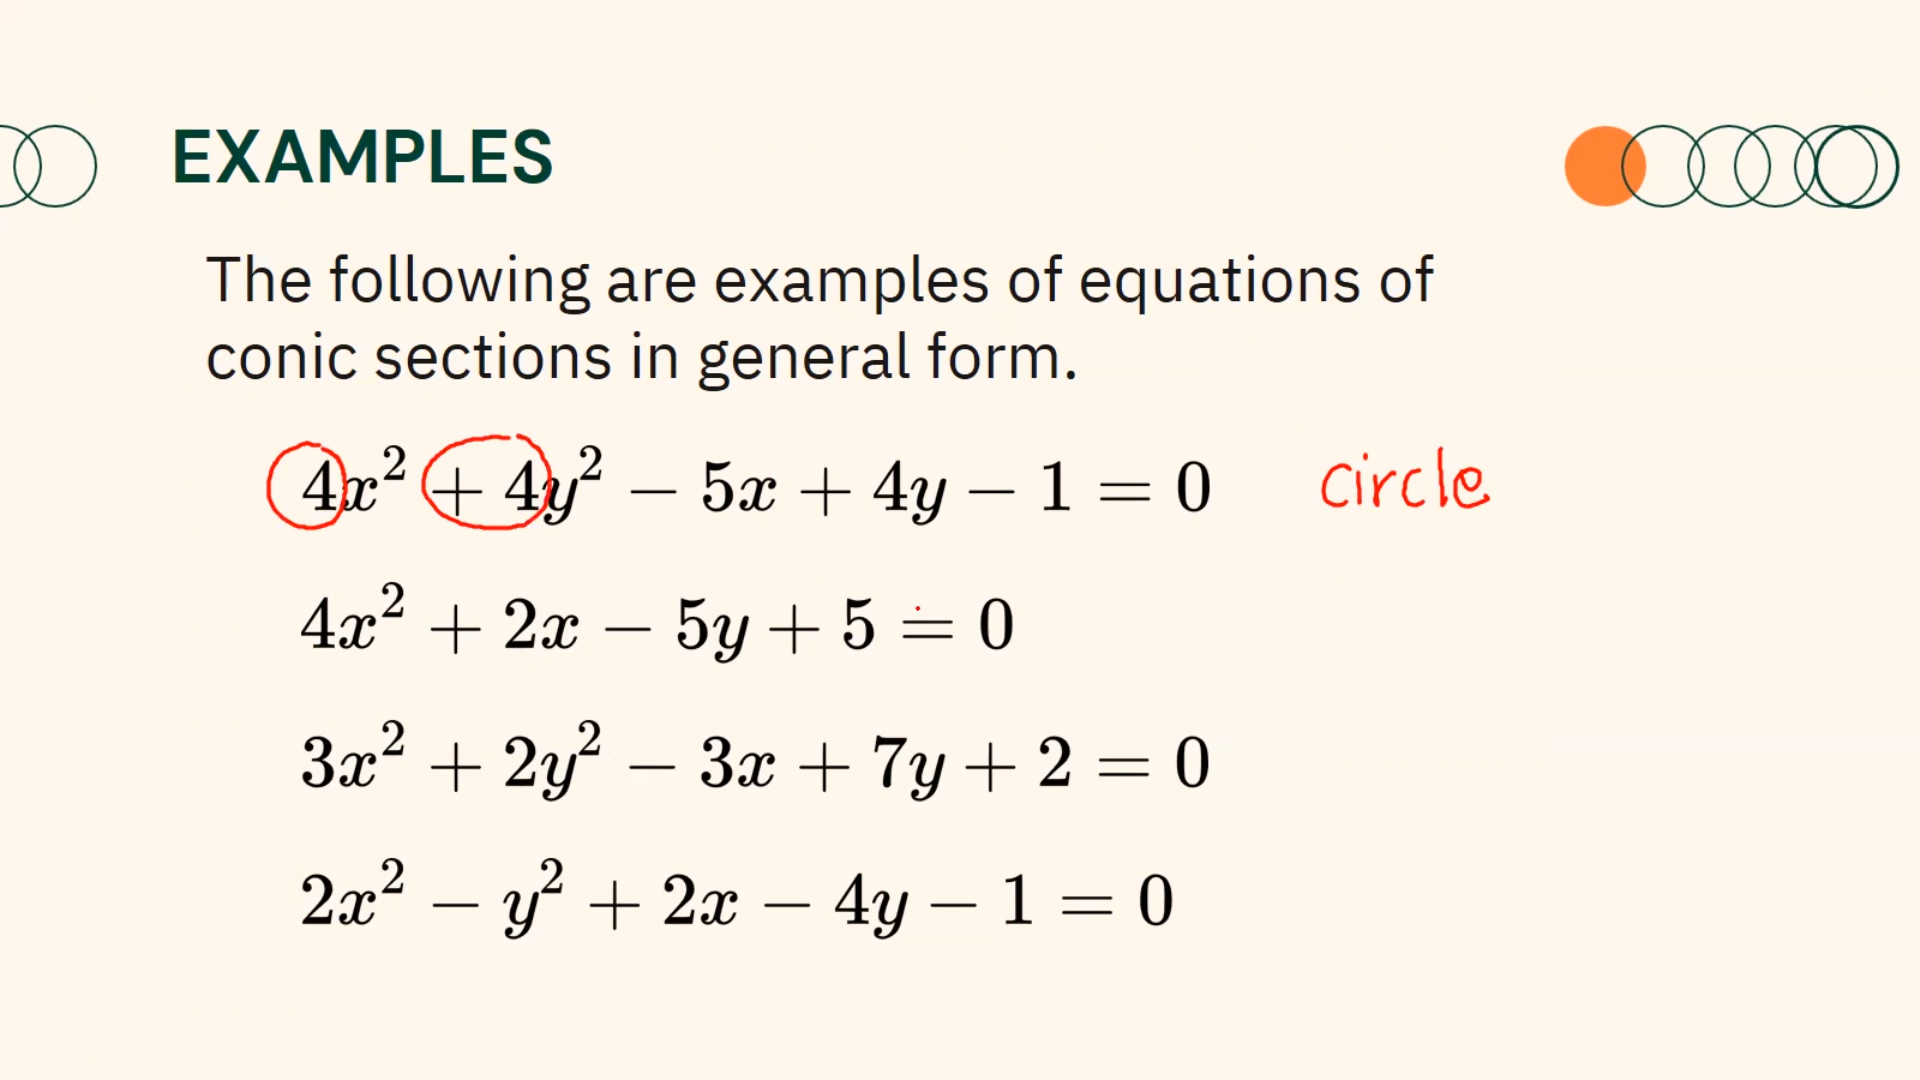 EXAMPLES
The following are examples of equations of
conic sections in general form.
4x² + 4y² − 5x + 4y − 1 = 0 circle
4x² + 2x − 5y + 5 = 0
3x² + 2y² − 3x + 7y + 2 = 0
2x² − y² + 2x − 4y − 1 = 0